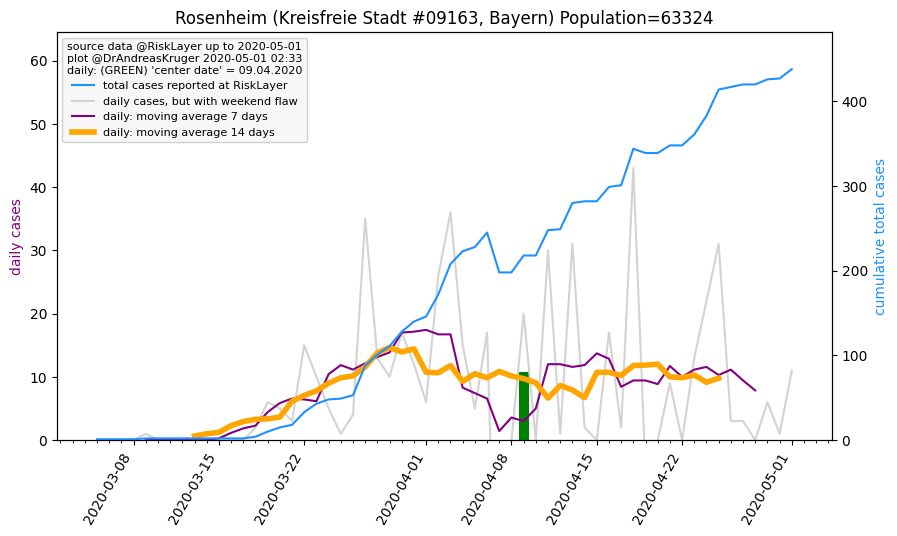 Rosenheim (Kreisfreie Stadt #09163, Bayern) Population=63324
source data @RiskLayer up to 2020-05-01
plot @DrAndreasKruger 2020-05-01 02:33
daily: (GREEN) 'center date' = 09.04.2020
total cases reported at RiskLayer
daily cases, but with weekend flaw
daily: moving average 7 days
daily: moving average 14 days
daily cases
60
50
40
30
20
10
0
cumulative total cases
400
300
200
100
0
2020-03-08
2020-03-15
2020-03-22
2020-04-01
2020-04-08
2020-04-15
2020-04-22
2020-05-01